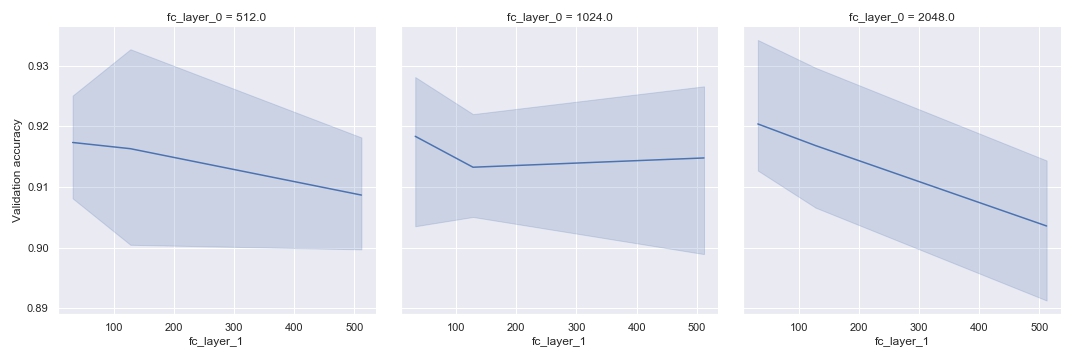 fc_layer_0 = 512.0 fc_layer_0 = 1024.0 fc_layer_0 = 2048.0
Validation accuracy
0.93
0.92
0.91
0.90
0.89
100 200 300 400 500 100 200 300 400 500 100 200 300 400 500
fc_layer_1 fc_layer_1 fc_layer_1